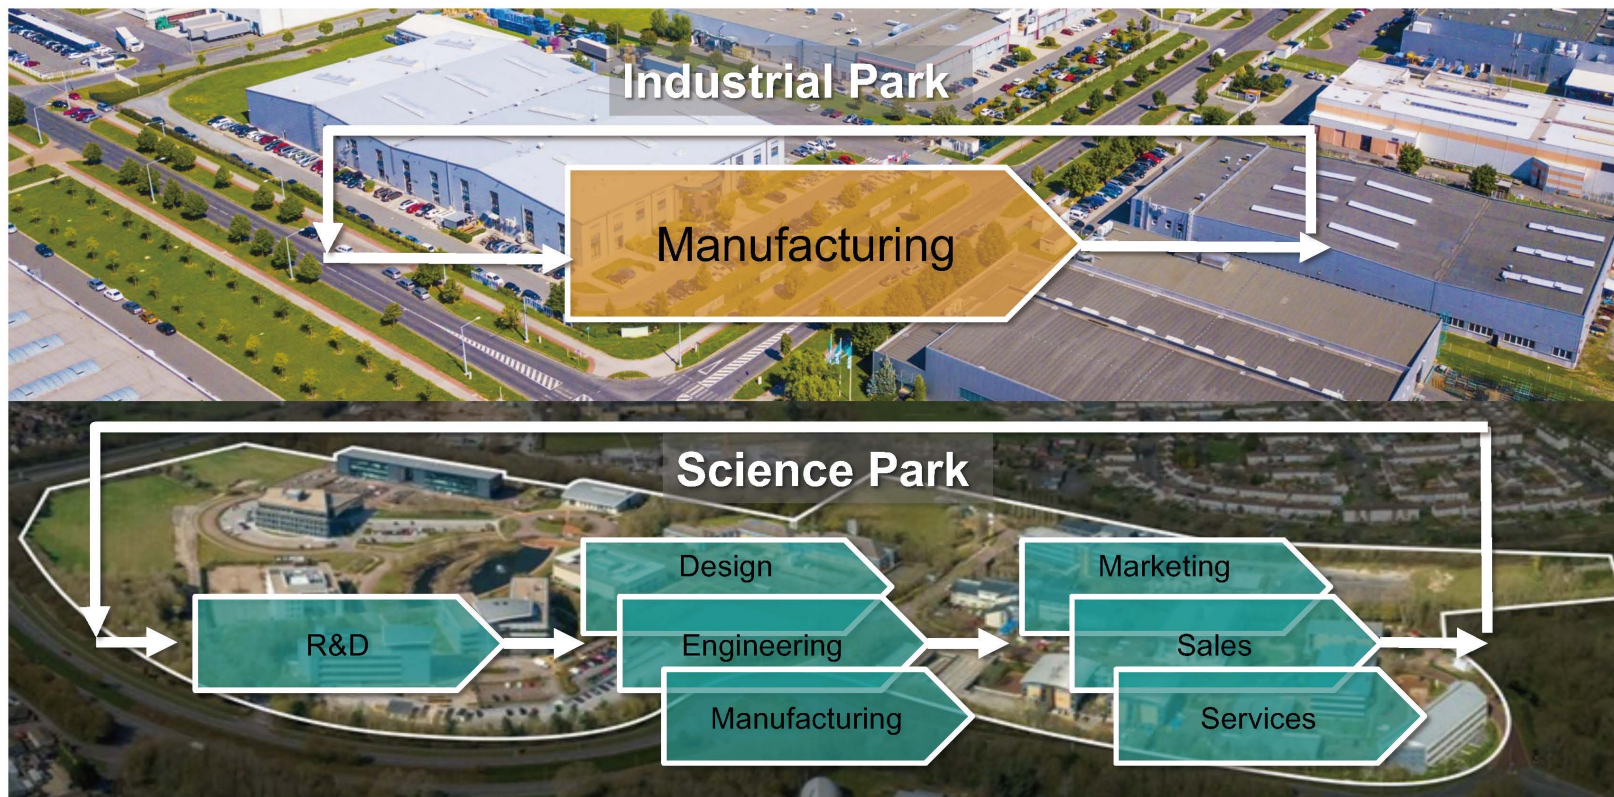 Industrial Park
Manufacturing
Science Park
R&D
Design
Engineering
Manufacturing
Marketing
Sales
Services